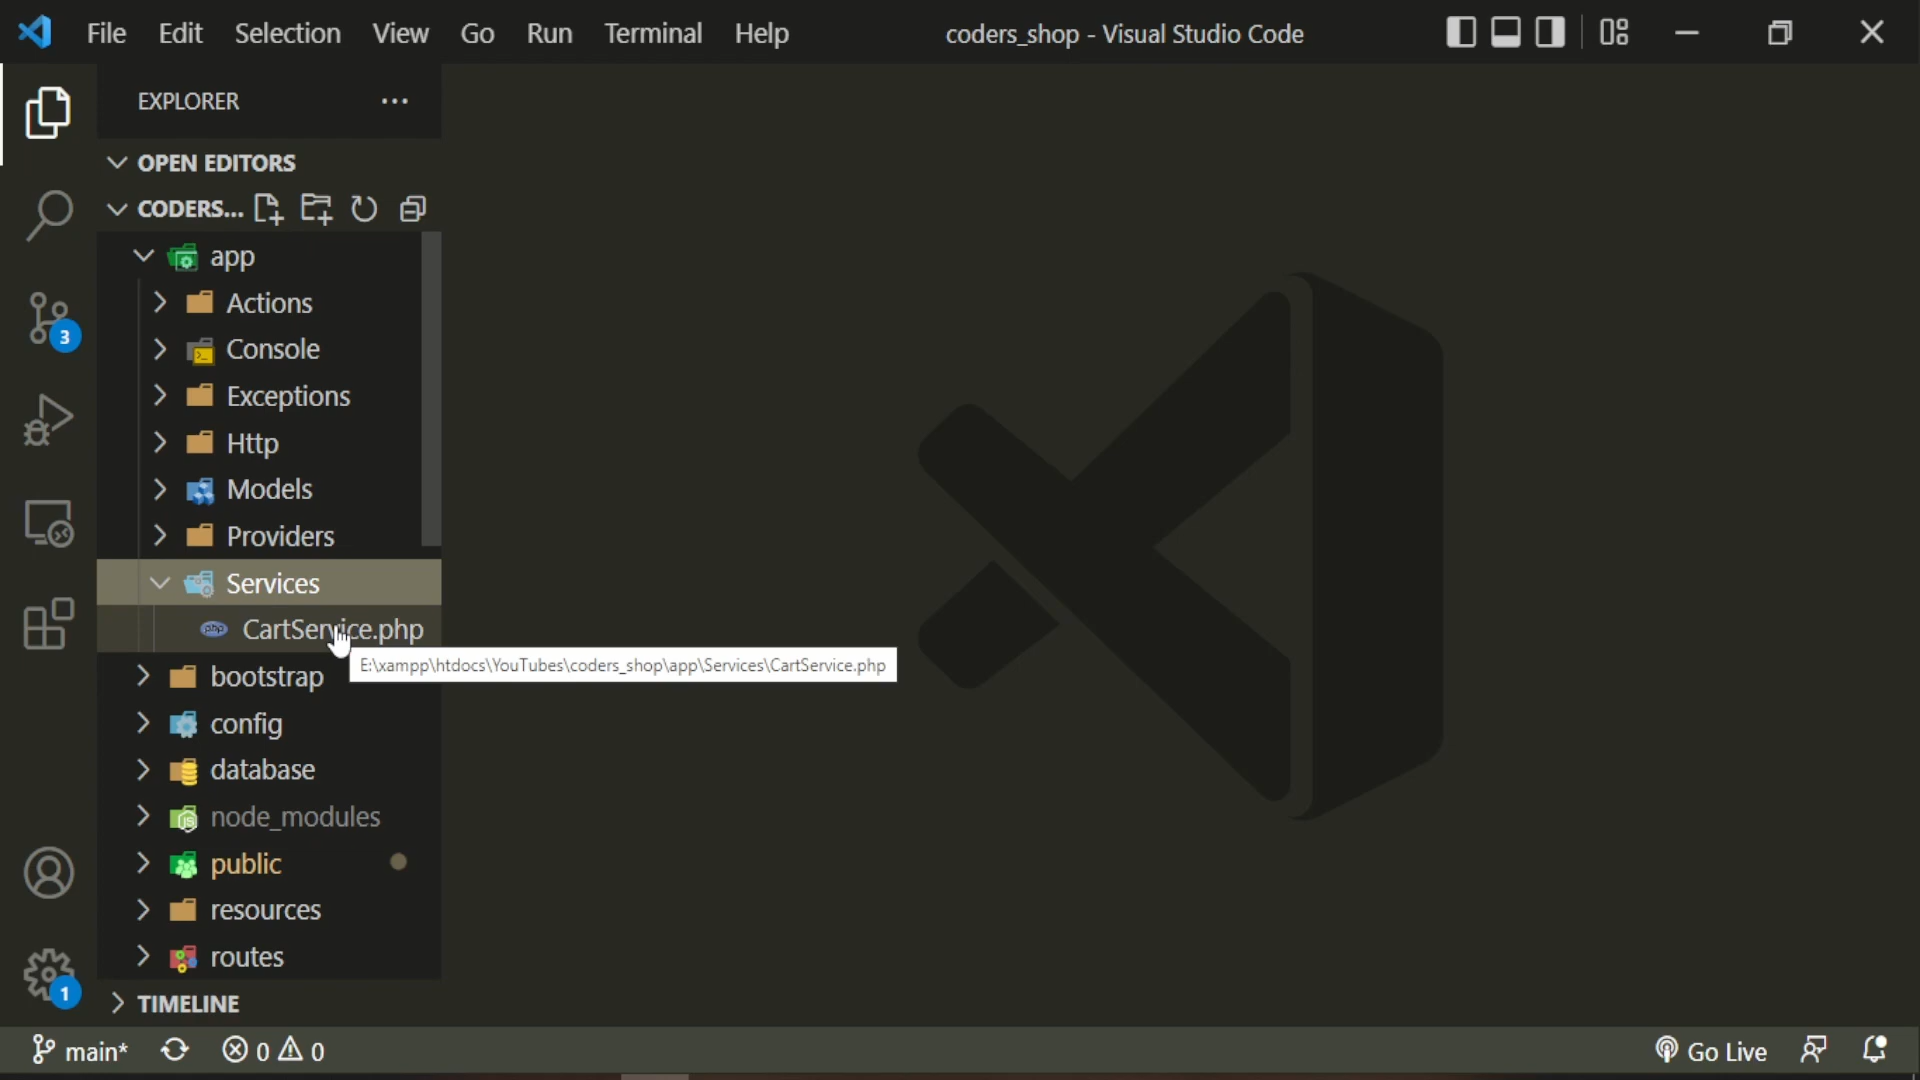 File Edit Selection View Go Run Terminal Help
coders_shop - Visual Studio Code
EXPLORER
OPEN EDITORS
CODERS...
app
Actions
Console
Exceptions
Http
3
Models
Providers
Services
php CartService.php
E:\xampp\htdocs\YouTubes\coders_shop\app\Services\CartService.php
bootstrap
config
database
node_modules
public
resources
routes
1
TIMELINE
main* 0 0
Go Live